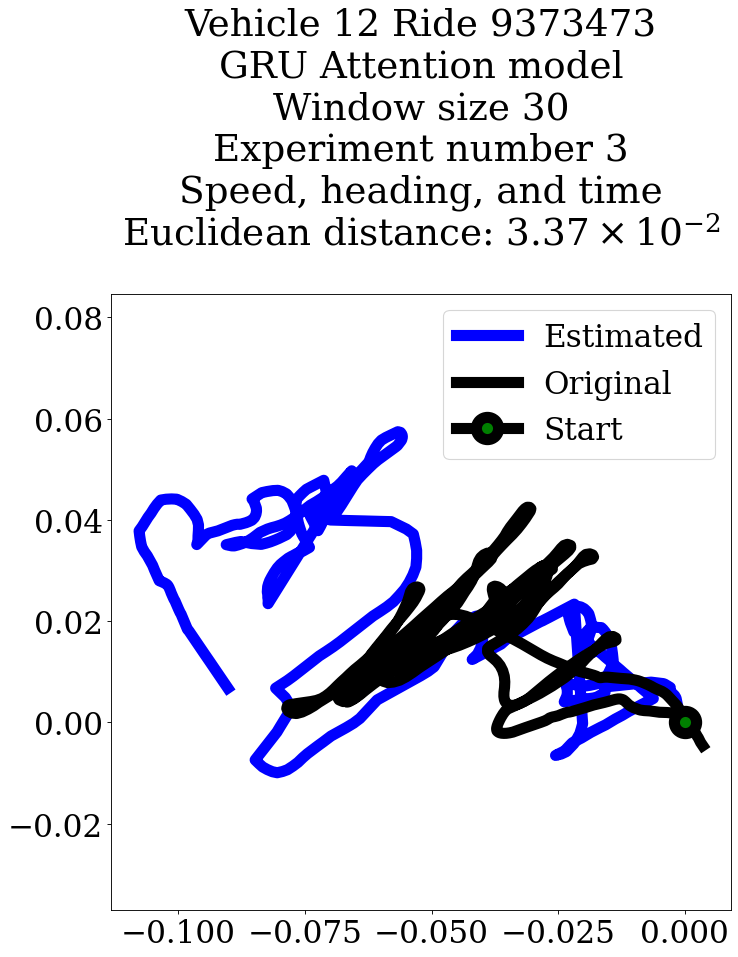 Vehicle 12 Ride 9373473
GRU Attention model
Window size 30
Experiment number 3
Speed, heading, and time
Euclidean distance: 3.37 × 10⁻²
Estimated
Original
Start
0.08
0.06
0.04
0.02
0.00
−0.02
−0.100 −0.075 −0.050 −0.025 0.000